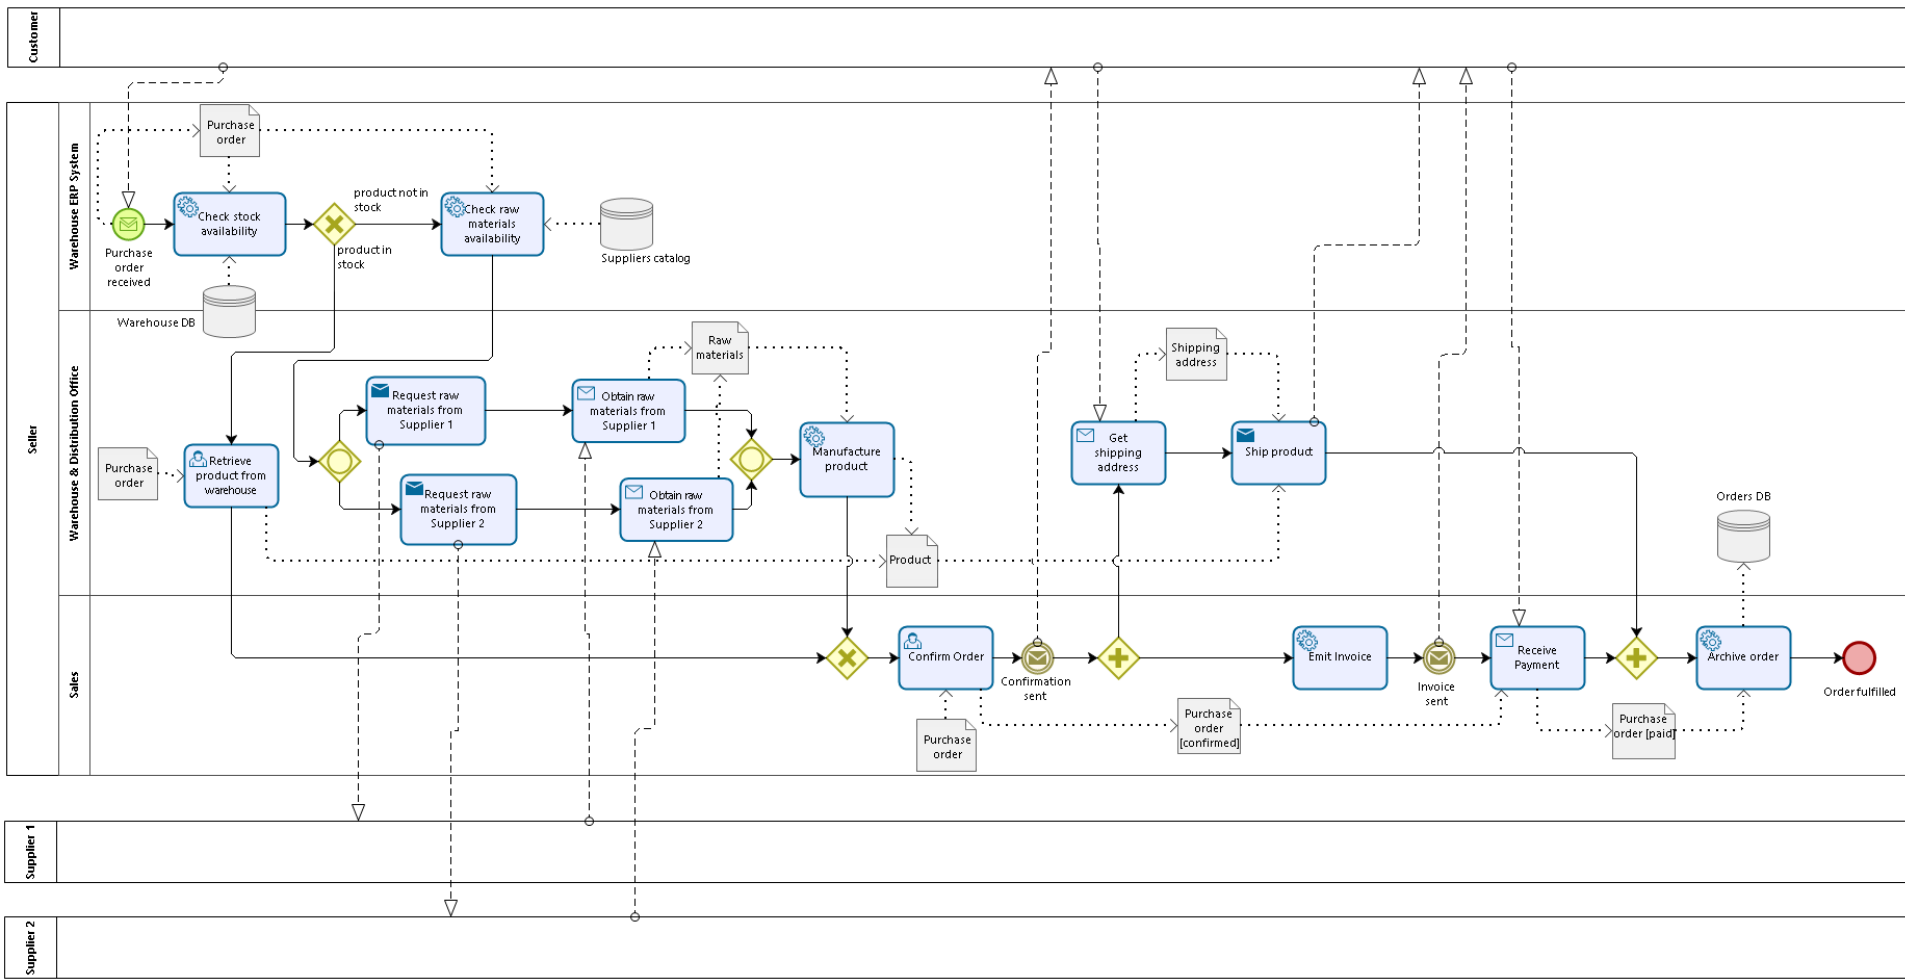 Customer
Seller
Warehouse ERP System
Purchase
order
Purchase
order
received
Check stock
availability
product not in
stock
product in
stock
Check raw
materials
availability
Suppliers catalog
Warehouse DB
Warehouse & Distribution Office
Purchase
order
Retrieve
product from
warehouse
Request raw
materials from
Supplier 1
Request raw
materials from
Supplier 2
Obtain raw
materials from
Supplier 1
Obtain raw
materials from
Supplier 2
Raw
materials
Manufacture
product
Product
Get
shipping
address
Shipping
address
Ship product
Orders DB
Sales
Confirm Order
Purchase
order
Confirmation
sent
Purchase
order
[confirmed]
Emit Invoice
Invoice
sent
Receive
Payment
Purchase
order [paid]
Archive order
Order fulfilled
Supplier 1
Supplier 2